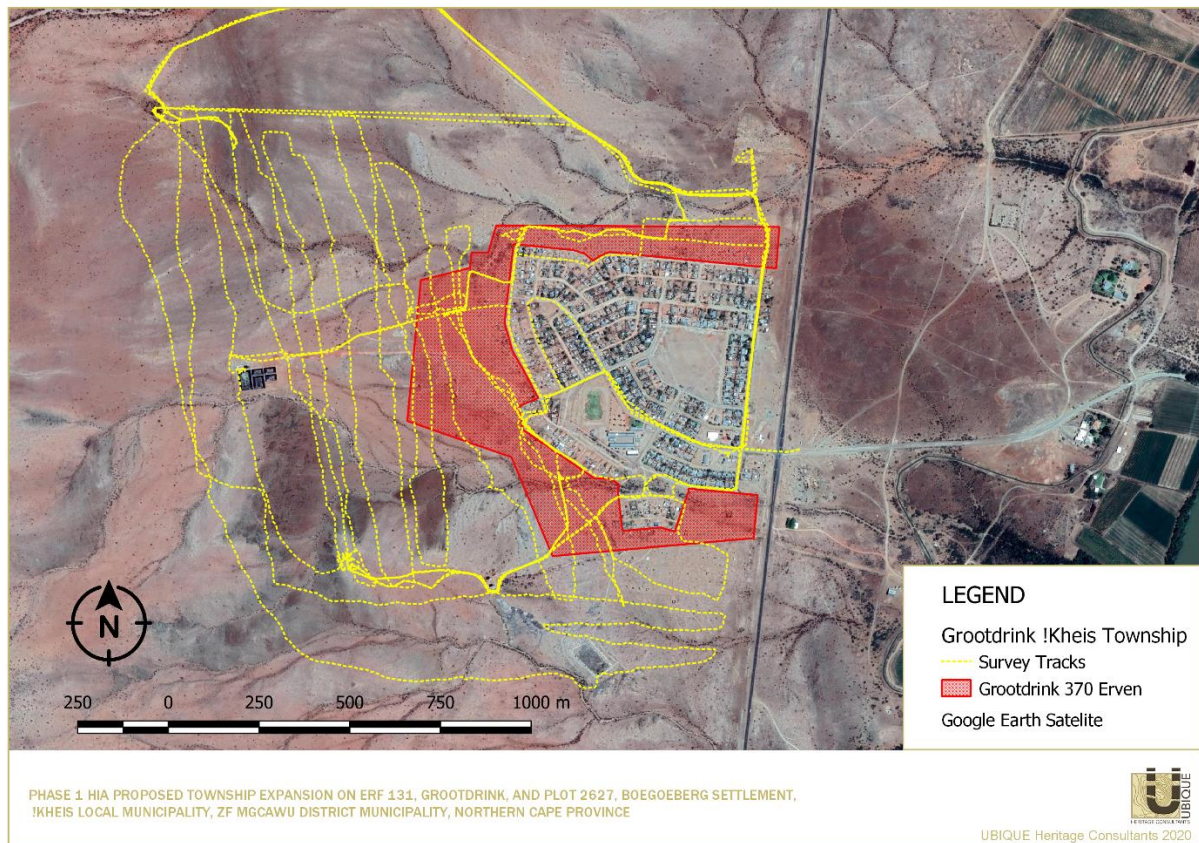 N
250 0 250 500 750 1000 m
LEGEND
Grootdrink !Kheis Township
Survey Tracks
Grootdrink 370 Erven
Google Earth Satelite
PHASE 1 HIA PROPOSED TOWNSHIP EXPANSION ON ERF 131, GROOTDRINK, AND PLOT 2627, BOEGOEBERG SETTLEMENT,
!KHEIS LOCAL MUNICIPALITY, ZF MGCAWU DISTRICT MUNICIPALITY, NORTHERN CAPE PROVINCE
UBIQUE
HERITAGE CONSULTANTS
UBIQUE Heritage Consultants 2020